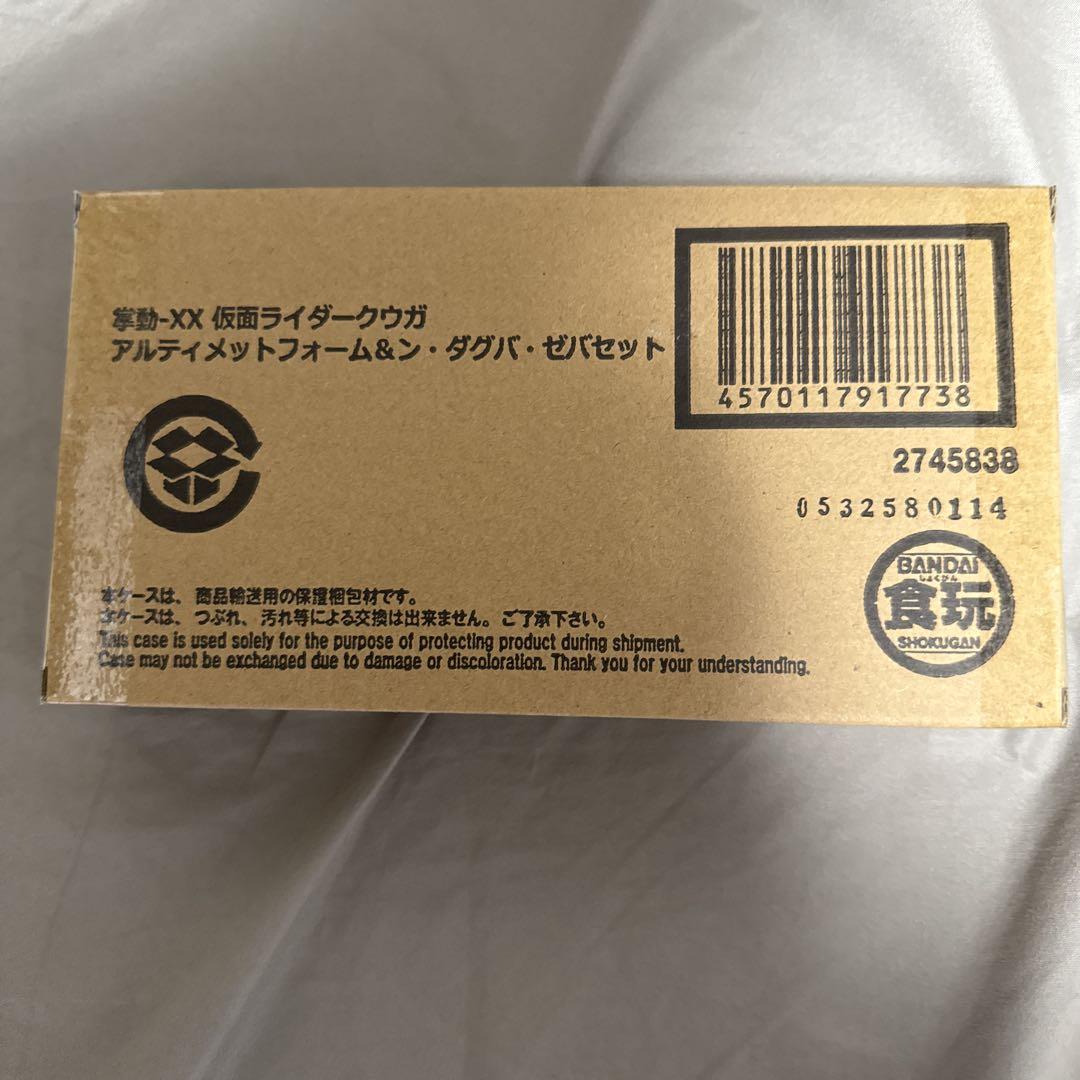 掌動-XX 仮面ライダークウガ
アルティメットフォーム&ン・ダグバ・ゼバセット
4570117917738
2745838
0532580114
BANDAI
しょくがん
食玩
SHOKUGAN
本ケースは、商品輸送用の保護梱包材です。
本ケースは、つぶれ、汚れ等による交換は出来ません。ご了承下さい。
This case is used solely for the purpose of protecting product during shipment.
Case may not be exchanged due to damage or discoloration. Thank you for your understanding.